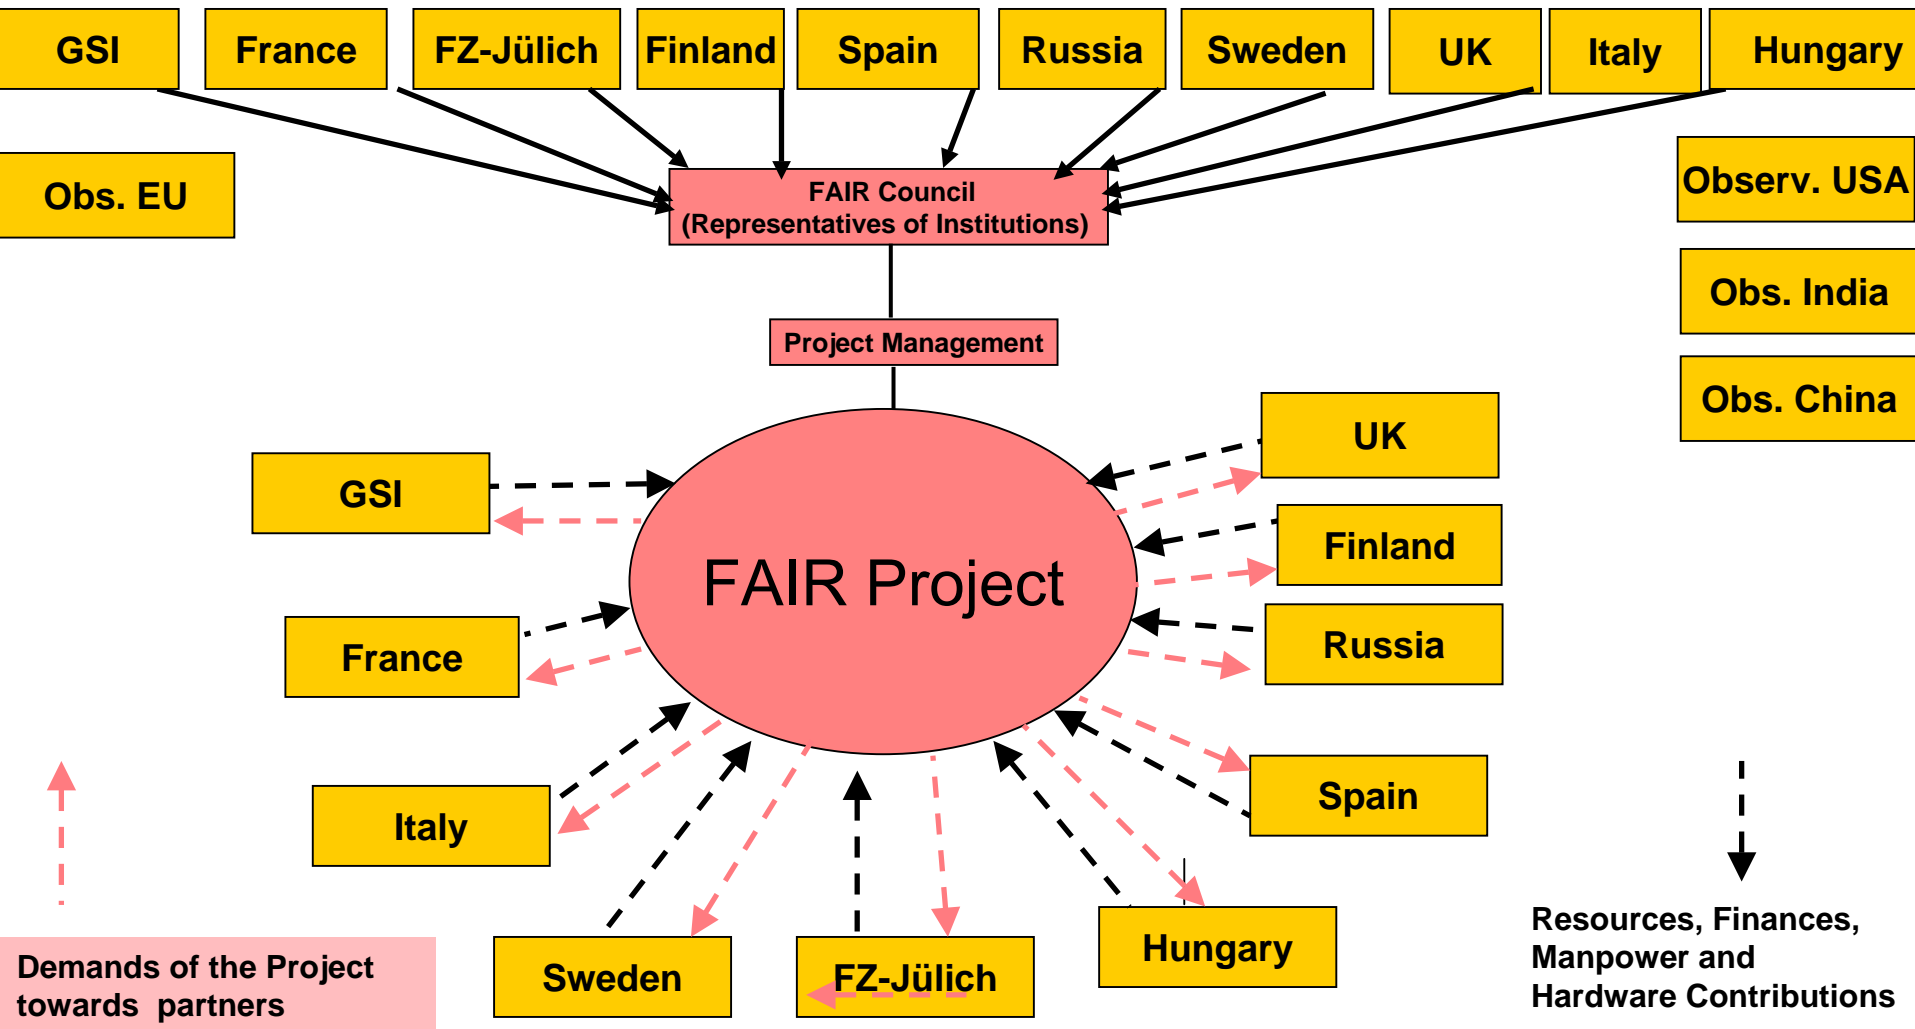 GSI
France
FZ-Jülich
Finland
Spain
Russia
Sweden
UK
Italy
Hungary
Obs. EU
FAIR Council
(Representatives of Institutions)
Observ. USA
Obs. India
Project Management
Obs. China
UK
GSI
Finland
FAIR Project
France
Russia
Italy
Spain
Sweden
FZ-Jülich
Hungary
Demands of the Project
towards partners
Resources, Finances,
Manpower and
Hardware Contributions